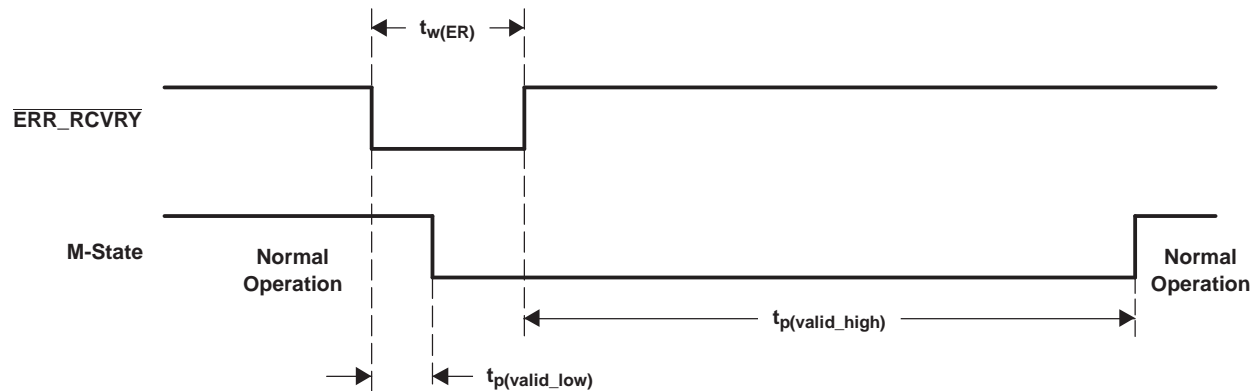 tw(ER)
ERR_RCVRY
M-State
Normal
Operation
Normal
Operation
tp(valid_high)
tp(valid_low)